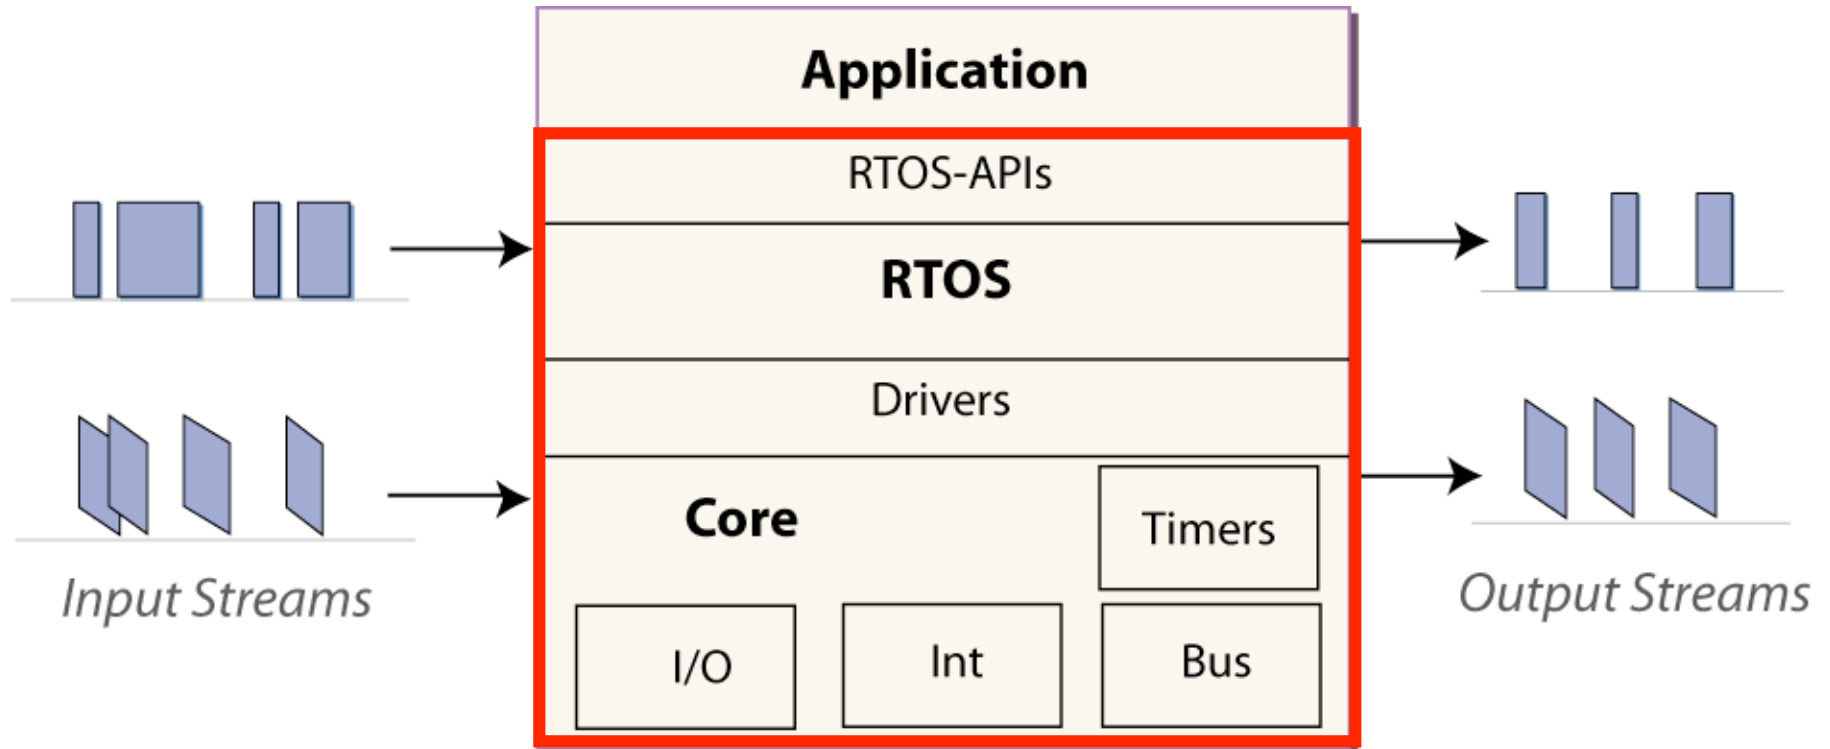 Application
RTOS-APIs
RTOS
Drivers
Core
Timers
I/O
Int
Bus
Input Streams
Output Streams